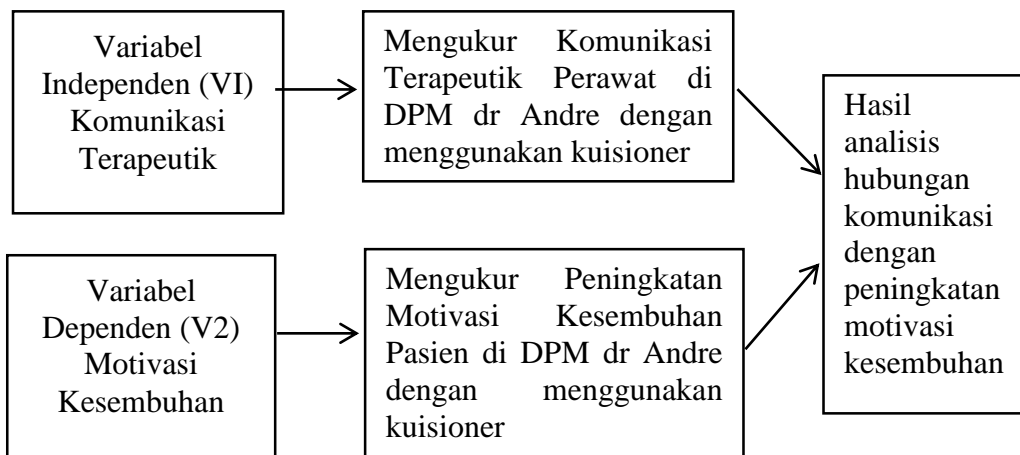 Variabel
Independen (VI)
Komunikasi
Terapeutik
Mengukur Komunikasi
Terapeutik Perawat di
DPM dr Andre dengan
menggunakan kuisioner
Variabel
Dependen (V2)
Motivasi
Kesembuhan
Mengukur Peningkatan
Motivasi Kesembuhan
Pasien di DPM dr Andre
dengan menggunakan
kuisioner
Hasil
analisis
hubungan
komunikasi
dengan
peningkatan
motivasi
kesembuhan